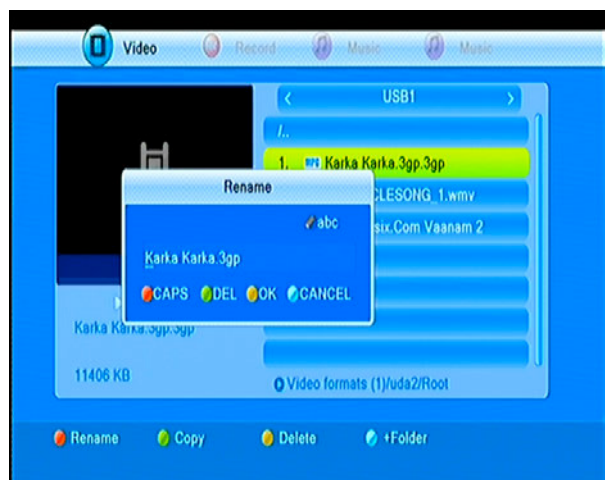 Video Record Music Music
USB1
/..
1. MPG Karka Karka.3gp.3gp
CLESONG_1.wmv
six.Com Vaanam 2
Rename
abc
Karka Karka.3gp
CAPS DEL OK CANCEL
Karka Karka.3gp.3gp
11406 KB
Video formats (1)/uda2/Root
Rename Copy Delete +Folder